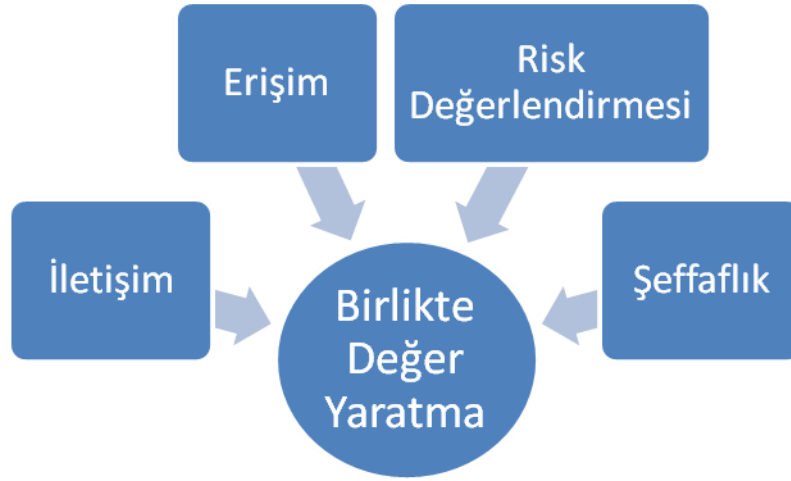 Erişim
Risk
Değerlendirmesi
İletişim
Şeffaflık
Birlikte
Değer
Yaratma